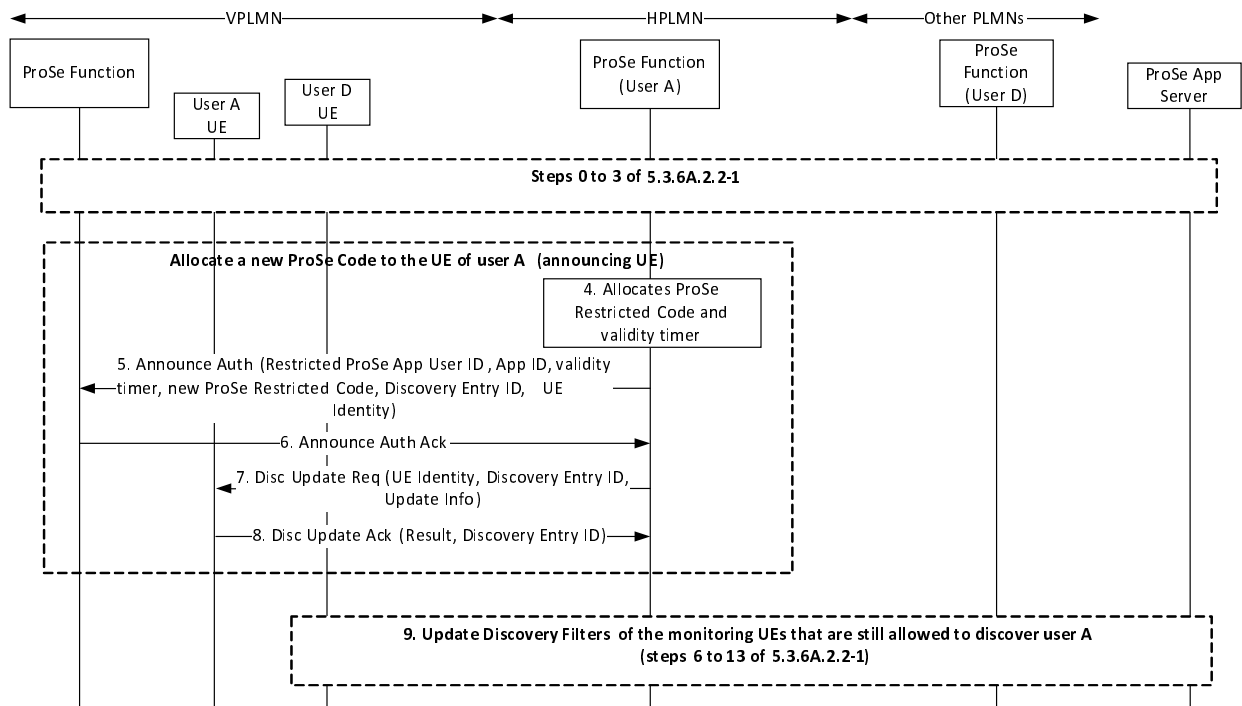 VPLMN
HPLMN
Other PLMNs
ProSe Function
User A
UE
User D
UE
ProSe Function
(User A)
ProSe
Function
(User D)
ProSe App
Server
Steps 0 to 3 of 5.3.6A.2.2-1
Allocate a new ProSe Code to the UE of user A (announcing UE)
4. Allocates ProSe
Restricted Code and
validity timer
5. Announce Auth (Restricted ProSe App User ID, App ID, validity
timer, new ProSe Restricted Code, Discovery Entry ID, UE
Identity)
6. Announce Auth Ack
7. Disc Update Req (UE Identity, Discovery Entry ID,
Update Info)
8. Disc Update Ack (Result, Discovery Entry ID)
9. Update Discovery Filters of the monitoring UEs that are still allowed to discover user A
(steps 6 to 13 of 5.3.6A.2.2-1)